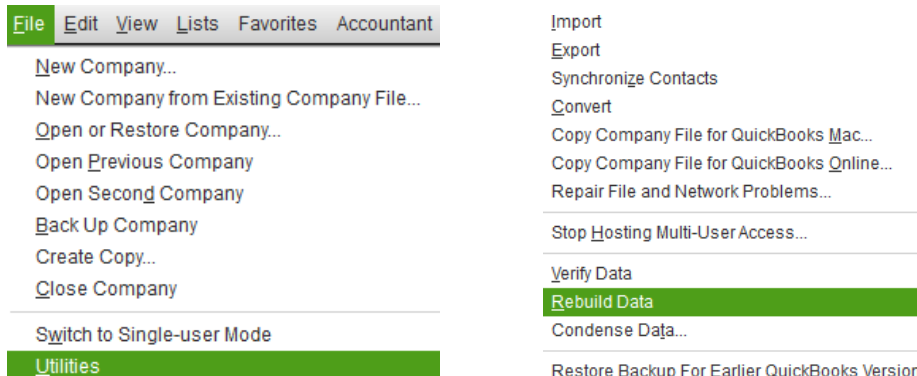 File Edit View Lists Favorites Accountant
New Company...
New Company from Existing Company File...
Open or Restore Company...
Open Previous Company
Open Second Company
Back Up Company
Create Copy...
Close Company
Switch to Single-user Mode
Utilities
Import
Export
Synchronize Contacts
Convert
Copy Company File for QuickBooks Mac...
Copy Company File for QuickBooks Online...
Repair File and Network Problems...
Stop Hosting Multi-User Access...
Verify Data
Rebuild Data
Condense Data...
Restore Backup For Earlier QuickBooks Version